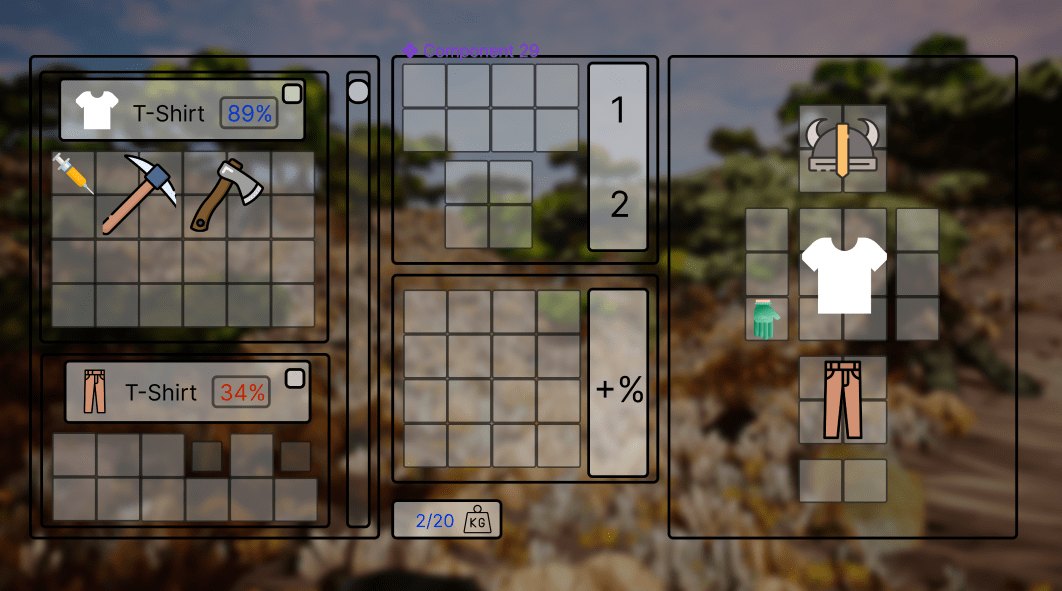 Component 29
T-Shirt 89%
1
2
+%
T-Shirt 34%
2/20 KG